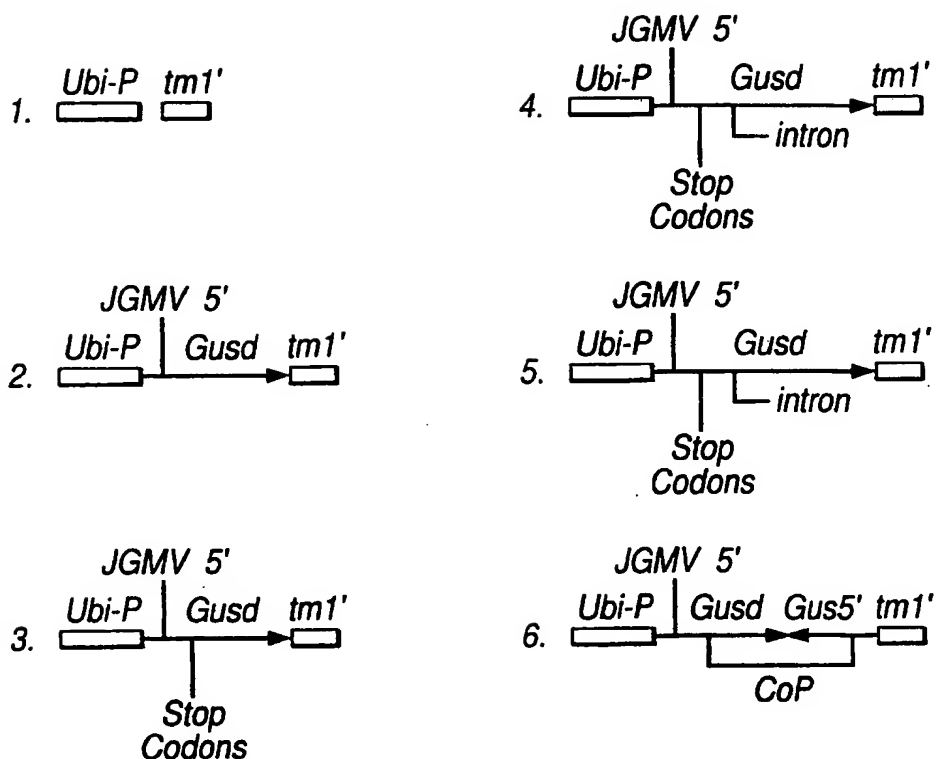 Ubi-P tm1'
1.
JGMV 5'
Ubi-P Gusd tm1'
2.
JGMV 5'
Ubi-P Gusd tm1'
3.
Stop
Codons
JGMV 5'
Ubi-P Gusd tm1'
4.
intron
Stop
Codons
JGMV 5'
Ubi-P Gusd tm1'
5.
intron
Stop
Codons
JGMV 5'
Ubi-P Gusd Gus5' tm1'
6.
CoP